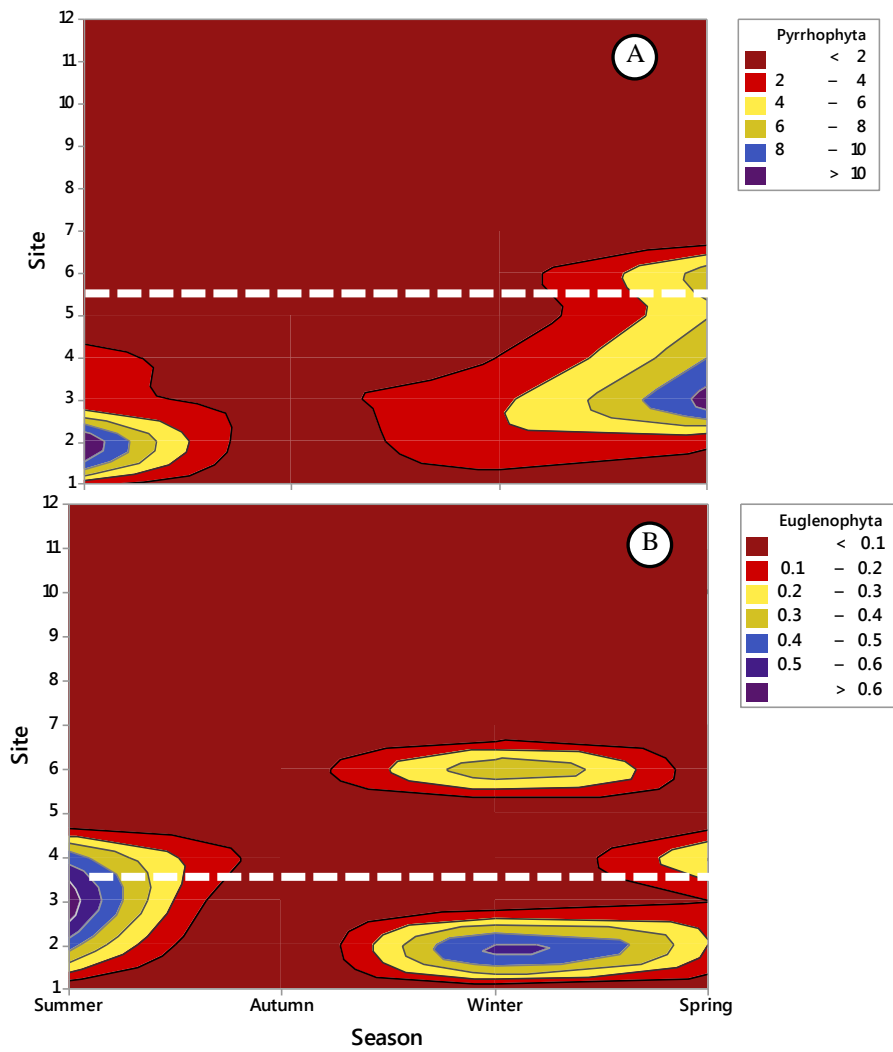 12
11
10
9
8
7
6
5
4
3
2
1
Site
A
Pyrrhophyta
< 2
2 – 4
4 – 6
6 – 8
8 – 10
> 10
12
11
10
9
8
7
6
5
4
3
2
1
Site
B
Euglenophyta
< 0.1
0.1 – 0.2
0.2 – 0.3
0.3 – 0.4
0.4 – 0.5
0.5 – 0.6
> 0.6
Summer Autumn Winter Spring
Season